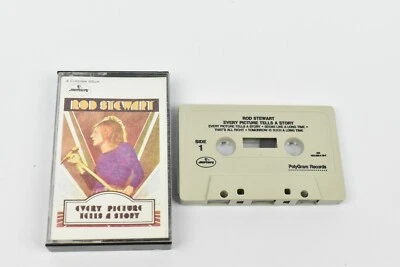 Mercury
ROD STEWART
EVERY PICTURE
TELLS A STORY
ROD STEWART
EVERY PICTURE TELLS A STORY
EVERY PICTURE TELLS A STORY • SEEMS LIKE A LONG TIME •
THAT'S ALL RIGHT • TOMORROW IS SUCH A LONG TIME
SIDE
1
Mercury
PolyGram Records